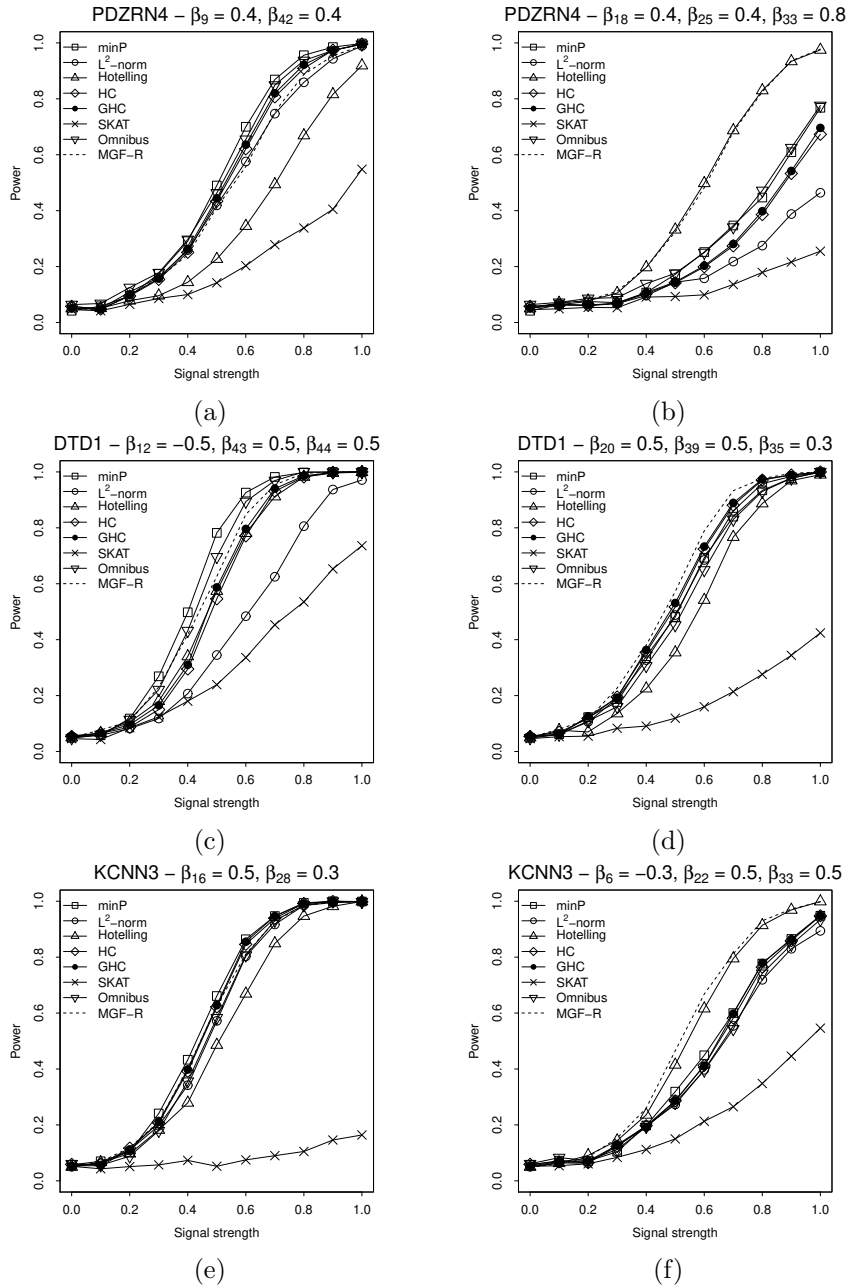 PDZRN4 − β9 = 0.4, β42 = 0.4
Power
1.0
0.8
0.6
0.4
0.2
0.0
minP
L²−norm
Hotelling
HC
GHC
SKAT
Omnibus
MGF−R
0.0 0.2 0.4 0.6 0.8 1.0
Signal strength
(a)
PDZRN4 − β18 = 0.4, β25 = 0.4, β33 = 0.8
Power
1.0
0.8
0.6
0.4
0.2
0.0
minP
L²−norm
Hotelling
HC
GHC
SKAT
Omnibus
MGF−R
0.0 0.2 0.4 0.6 0.8 1.0
Signal strength
(b)
DTD1 − β12 = −0.5, β43 = 0.5, β44 = 0.5
Power
1.0
0.8
0.6
0.4
0.2
0.0
minP
L²−norm
Hotelling
HC
GHC
SKAT
Omnibus
MGF−R
0.0 0.2 0.4 0.6 0.8 1.0
Signal strength
(c)
DTD1 − β20 = 0.5, β39 = 0.5, β35 = 0.3
Power
1.0
0.8
0.6
0.4
0.2
0.0
minP
L²−norm
Hotelling
HC
GHC
SKAT
Omnibus
MGF−R
0.0 0.2 0.4 0.6 0.8 1.0
Signal strength
(d)
KCNN3 − β16 = 0.5, β28 = 0.3
Power
1.0
0.8
0.6
0.4
0.2
0.0
minP
L²−norm
Hotelling
HC
GHC
SKAT
Omnibus
MGF−R
0.0 0.2 0.4 0.6 0.8 1.0
Signal strength
(e)
KCNN3 − β6 = −0.3, β22 = 0.5, β33 = 0.5
Power
1.0
0.8
0.6
0.4
0.2
0.0
minP
L²−norm
Hotelling
HC
GHC
SKAT
Omnibus
MGF−R
0.0 0.2 0.4 0.6 0.8 1.0
Signal strength
(f)